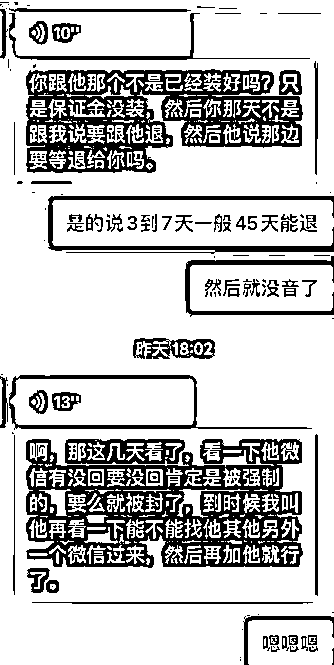 10"
你跟他那个不是已经装好吗？只
是保证金没装，然后你那天不是
跟我说要跟他退，然后他说那边
要等退给你吗。
是的说3到7天一般45天能退
然后就没音了
昨天18:02
13"
啊，那这几天看了，看一下他微
信有没回要没回肯定是被强制
的，要么就被封了，到时候我叫
他再看一下能不能找他其他另外
一个微信过来，然后再加他就行
了。
嗯嗯嗯